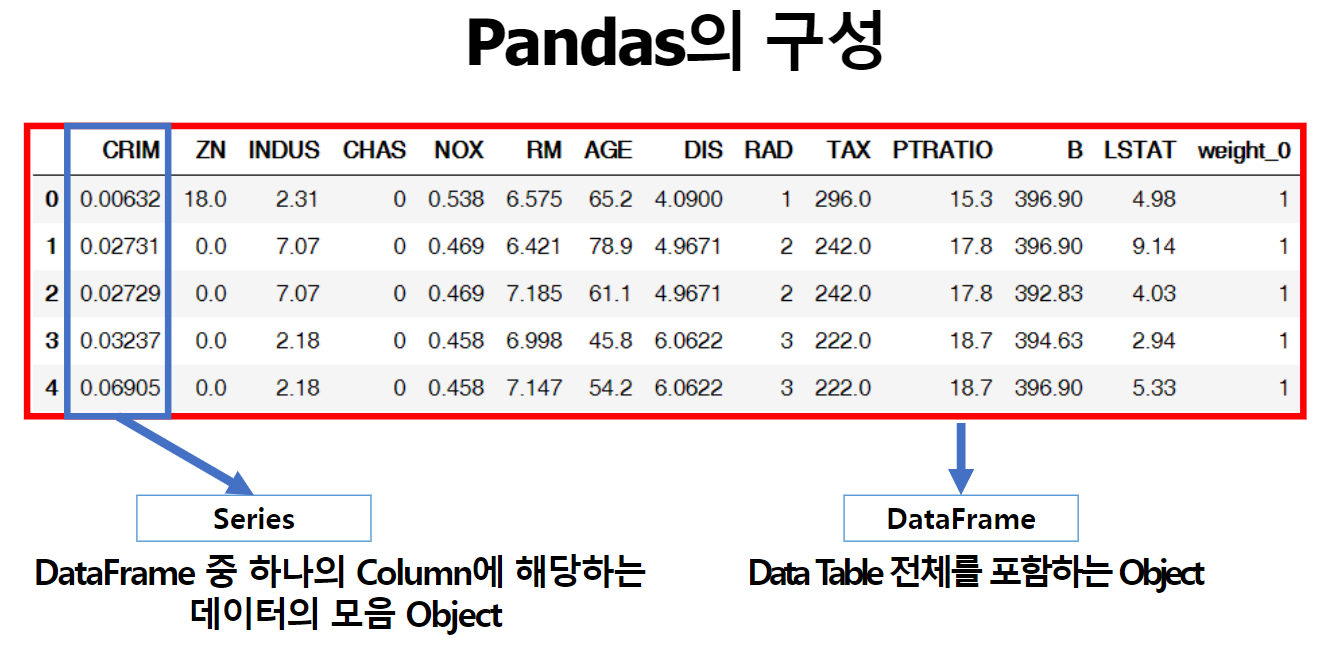 Pandas의 구성
CRIM ZN INDUS CHAS NOX RM AGE DIS RAD TAX PTRATIO B LSTAT weight_0
0 0.00632 18.0 2.31 0 0.538 6.575 65.2 4.0900 1 296.0 15.3 396.90 4.98 1
1 0.02731 0.0 7.07 0 0.469 6.421 78.9 4.9671 2 242.0 17.8 396.90 9.14 1
2 0.02729 0.0 7.07 0 0.469 7.185 61.1 4.9671 2 242.0 17.8 392.83 4.03 1
3 0.03237 0.0 2.18 0 0.458 6.998 45.8 6.0622 3 222.0 18.7 394.63 2.94 1
4 0.06905 0.0 2.18 0 0.458 7.147 54.2 6.0622 3 222.0 18.7 396.90 5.33 1
Series
DataFrame 중 하나의 Column에 해당하는
데이터의 모음 Object
DataFrame
Data Table 전체를 포함하는 Object